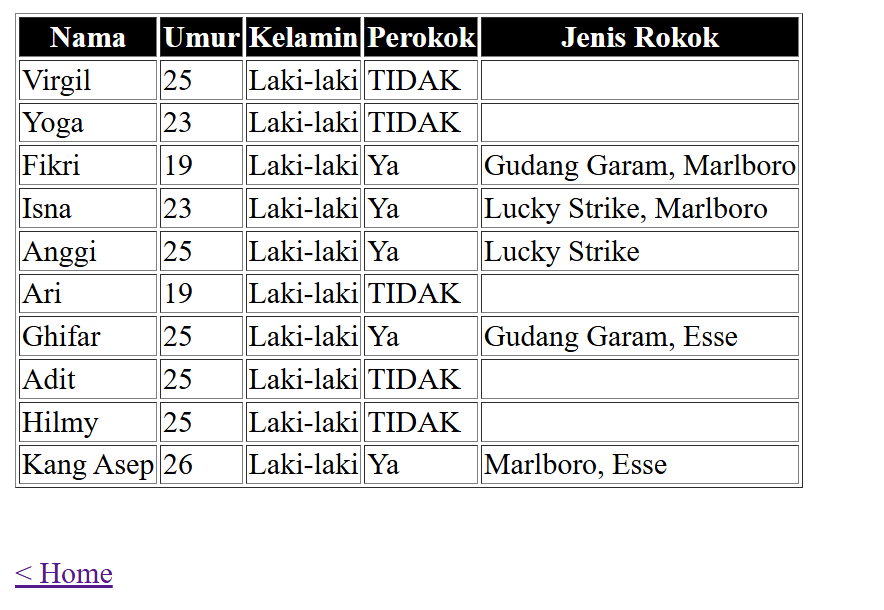 Nama Umur Kelamin Perokok Jenis Rokok
Virgil 25 Laki-laki TIDAK
Yoga 23 Laki-laki TIDAK
Fikri 19 Laki-laki Ya Gudang Garam, Marlboro
Isna 23 Laki-laki Ya Lucky Strike, Marlboro
Anggi 25 Laki-laki Ya Lucky Strike
Ari 19 Laki-laki TIDAK
Ghifar 25 Laki-laki Ya Gudang Garam, Esse
Adit 25 Laki-laki TIDAK
Hilmy 25 Laki-laki TIDAK
Kang Asep 26 Laki-laki Ya Marlboro, Esse
< Home